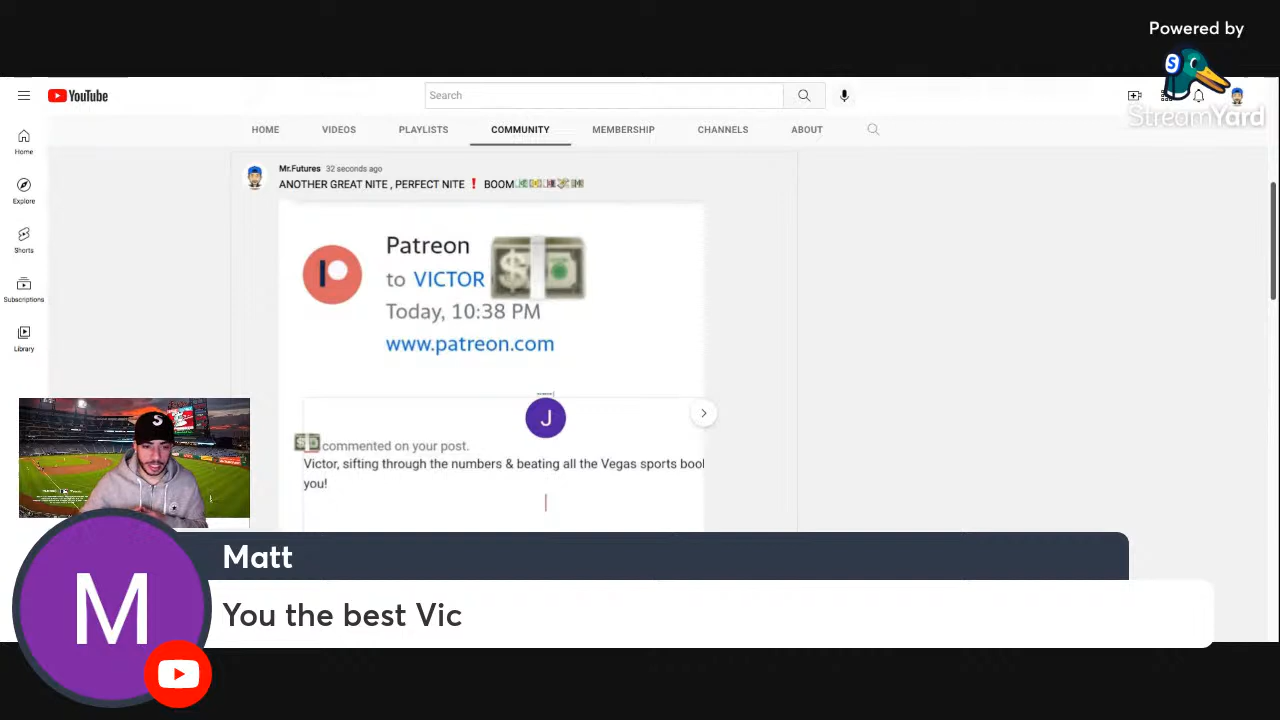 Powered by
StreamYard
YouTube
Search
HOME VIDEOS PLAYLISTS COMMUNITY MEMBERSHIP CHANNELS ABOUT
Home
Explore
Shorts
Subscriptions
Library
Mr.Futures 32 seconds ago
ANOTHER GREAT NITE , PERFECT NITE ❗ BOOM
Patreon
to VICTOR
Today, 10:38 PM
www.patreon.com
J
commented on your post.
Victor, sifting through the numbers & beating all the Vegas sports bool
you!
Matt
M
You the best Vic